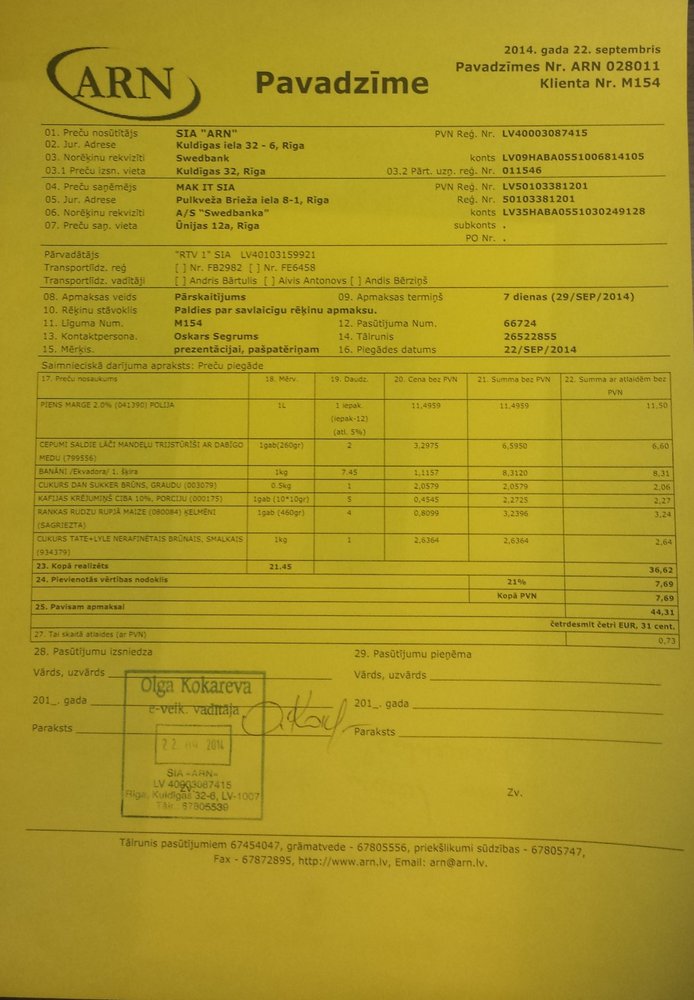 ARN
Pavadzīme
2014. gada 22. septembris
Pavadzīmes Nr. ARN 028011
Klienta Nr. M154
01. Preču nosūtītājs SIA "ARN" PVN Reģ. Nr. LV40003087415
02. Jur. Adrese Kuldīgas iela 32 - 6, Rīga
03. Norēķinu rekvizīti Swedbank konts LV09HABA0551006814105
03.1 Preču izsn. vieta Kuldīgas 32, Rīga 03.2 Pārt. uzņ. reģ. Nr. 011546
04. Preču saņēmējs MAK IT SIA PVN Reģ. Nr. LV50103381201
05. Jur. Adrese Pulkveža Brieža iela 8-1, Rīga Reģ. Nr. 50103381201
06. Norēķinu rekvizīti A/S "Swedbanka" konts LV35HABA0551030249128
07. Preču saņ. vieta Ūnijas 12a, Rīga subkonts .
PO Nr. .
Pārvadātājs "RTV 1" SIA LV40103159921
Transportlīdz. reģ [ ] Nr. FB2982 [ ] Nr. FE6458
Transportlīdz. vadītāji [ ] Andris Bārtulis [ ] Aivis Antonovs [ ] Andis Bērziņš
08. Apmaksas veids Pārskaitījums 09. Apmaksas termiņš 7 dienas (29/SEP/2014)
10. Rēķinu stāvoklis Paldies par savlaicīgu rēķinu apmaksu.
11. Līguma Num. M154 12. Pasūtījuma Num. 66724
13. Kontaktpersona. Oskars Segrums 14. Tālrunis 26522855
15. Mērķis. prezentācijai, pašpatēriņam 16. Piegādes datums 22/SEP/2014
Saimnieciskā darījuma apraksts: Preču piegāde
17. Preču nosaukums 18. Mērv. 19. Daudz. 20. Cena bez PVN 21. Summa bez PVN 22. Summa ar atlaidēm bez PVN
PIENS MARGE 2.0% (041390) POLIJA 1L 1 iepak. 11,4959 11,4959 11,50
(iepak-12)
(atl. 5%)
CEPUMI SALDIE LĀČI MANDEĻU TRIJSTŪRĪŠI AR DABĪGO 1gab(260gr) 2 3,2975 6,5950 6,60
MEDU (799556)
BANĀNI /Ekvadora/ 1. šķira 1kg 7.45 1,1157 8,3120 8,31
CUKURS DAN SUKKER BRŪNS, GRAUDU (003079) 0.5kg 1 2,0579 2,0579 2,06
KAFIJAS KRĒJUMIŅŠ CIBA 10%, PORCIJU (000175) 1gab (10*10gr) 5 0,4545 2,2725 2,27
RANKAS RUDZU RUPJĀ MAIZE (080084) ĶELMĒNI 1gab (460gr) 4 0,8099 3,2396 3,24
(SAGRIEZTA)
CUKURS TATE+LYLE NERAFINĒTAIS BRŪNAIS, SMALKAIS 1kg 1 2,6364 2,6364 2,64
(934379)
23. Kopā realizēts 21.45 36,62
24. Pievienotās vērtības nodoklis 21% 7,69
Kopā PVN 7,69
25. Pavisam apmaksai 44,31
četrdesmit četri EUR, 31 cent.
27. Tai skaitā atlaides (ar PVN) 0,73
28. Pasūtījumu izsniedza 29. Pasūtījumu pieņēma
Vārds, uzvārds Vārds, uzvārds
201_. gada 201_. gada
Paraksts Paraksts
Olga Kokareva
e-veik. vadītāja
2014
SIA «ARN»
LV 40003087415
Zv.
Rīga, Kuldīgas 32-6, LV-1007
Tālr. 67805539
Zv.
Tālrunis pasūtījumiem 67454047, grāmatvede - 67805556, priekšlikumi sūdzības - 67805747,
Fax - 67872895, http://www.arn.lv, Email: arn@arn.lv.